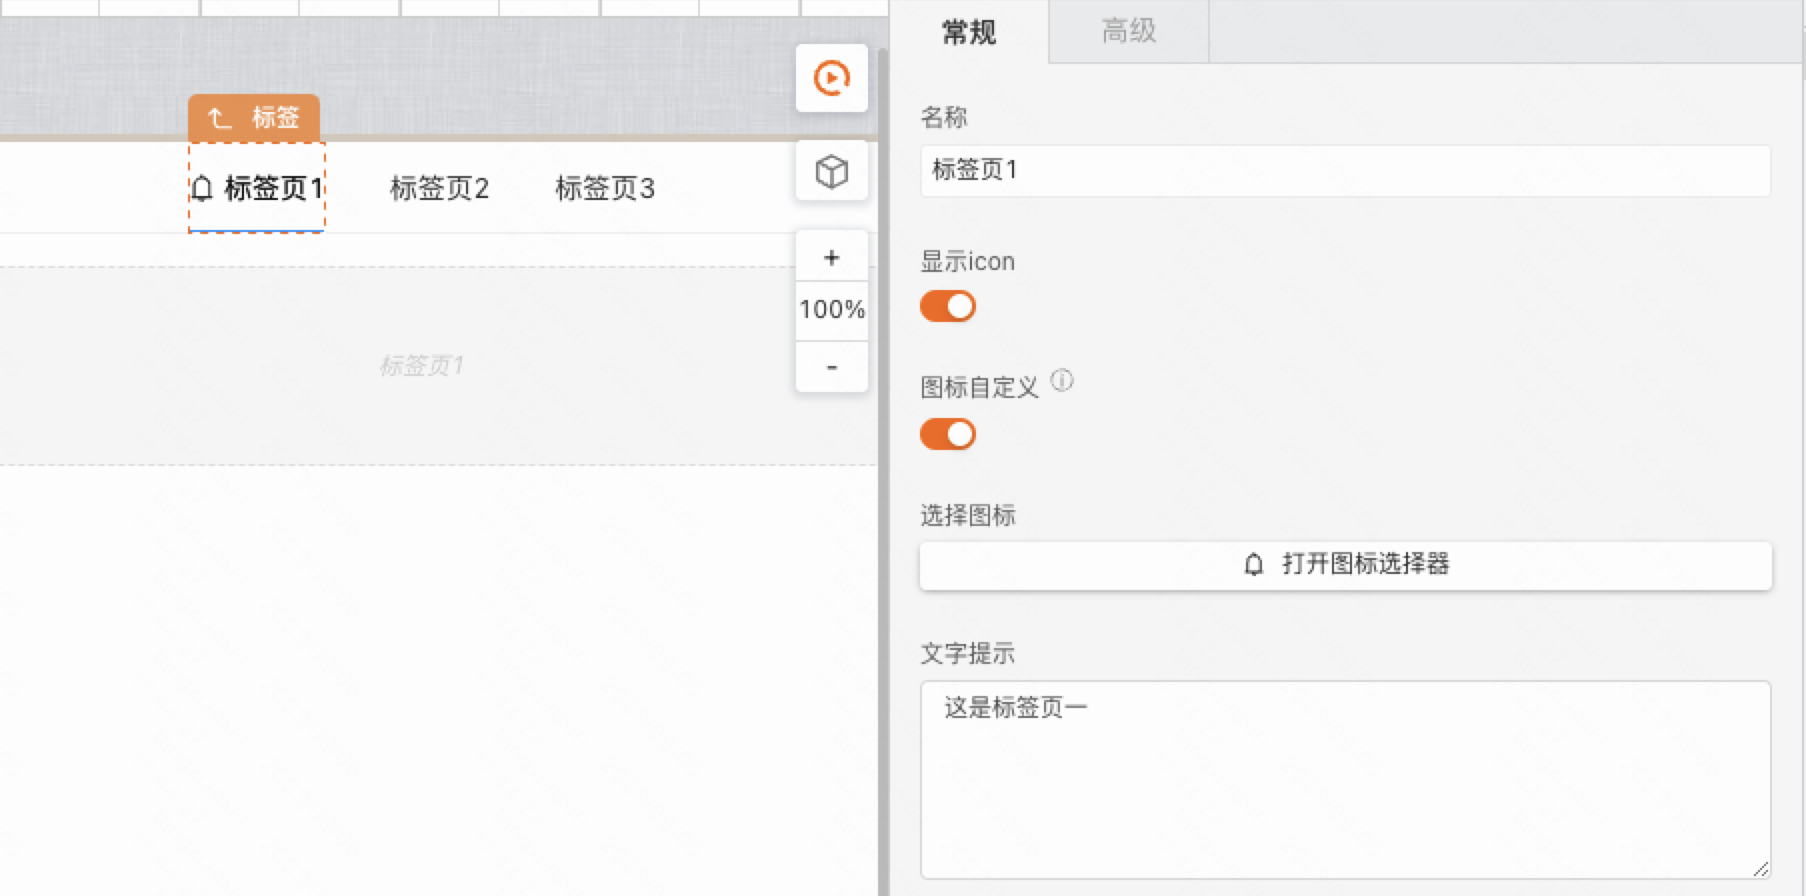 标签
标签页1
标签页2
标签页3
+
100%
-
标签页1
常规
高级
名称
标签页1
显示icon
图标自定义
选择图标
打开图标选择器
文字提示
这是标签页一